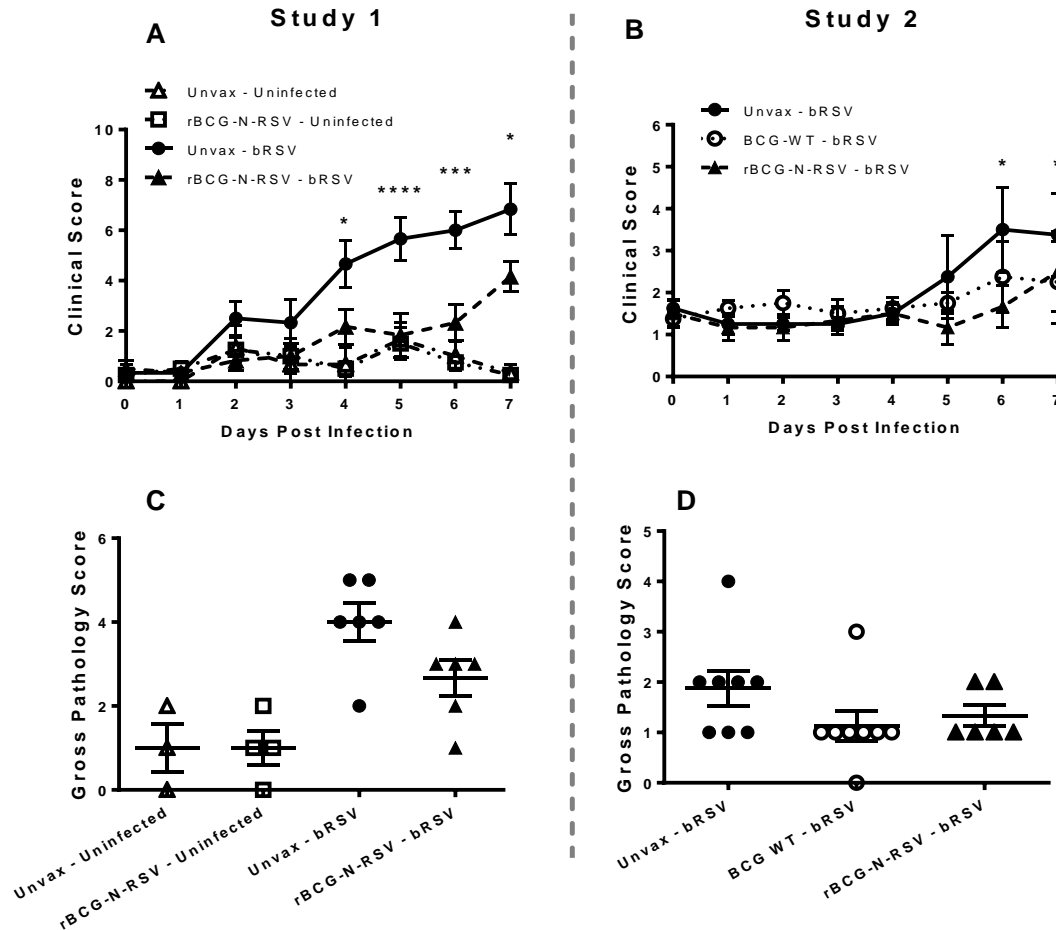 Study 1
Study 2
A
B
Unvax - Uninfected
rBCG-N-RSV - Uninfected
Unvax - bRSV
rBCG-N-RSV - bRSV
Unvax - bRSV
BCG-WT - bRSV
rBCG-N-RSV - bRSV
10
8
6
4
2
0
Clinical Score
*
****
***
*
0 1 2 3 4 5 6 7
Days Post Infection
6
5
4
3
2
1
0
Clinical Score
*
0 1 2 3 4 5 6 7
Days Post Infection
C
6
4
2
0
Gross Pathology Score
Unvax - Uninfected
rBCG-N-RSV - Uninfected
Unvax - bRSV
rBCG-N-RSV - bRSV
D
5
4
3
2
1
0
Gross Pathology Score
Unvax - bRSV
BCG WT - bRSV
rBCG-N-RSV - bRSV